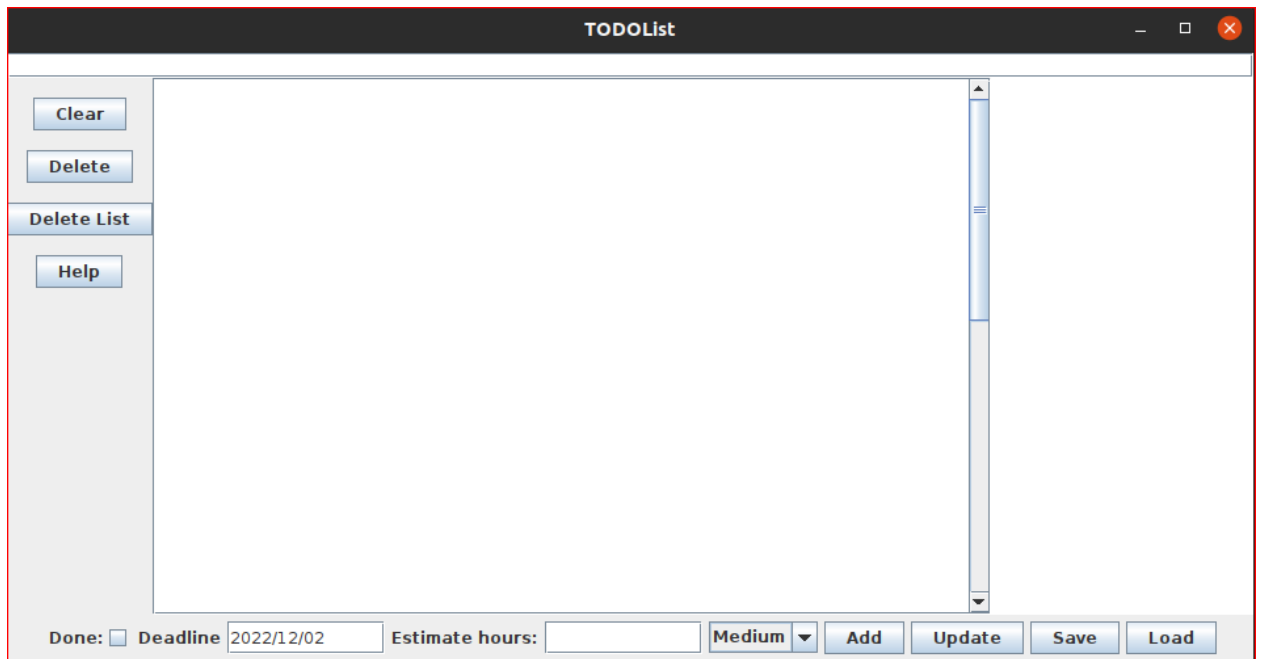 TODOList
Clear
Delete
Delete List
Help
Done: Deadline 2022/12/02 Estimate hours: Medium Add Update Save Load